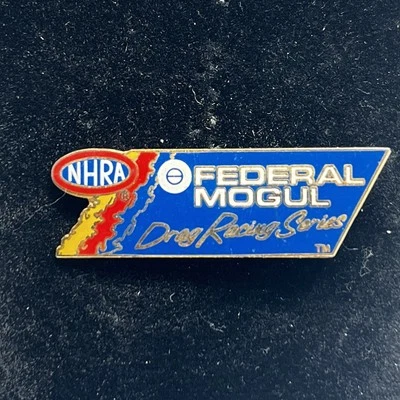 NHRA
FEDERAL
MOGUL
Drag Racing Series
TM